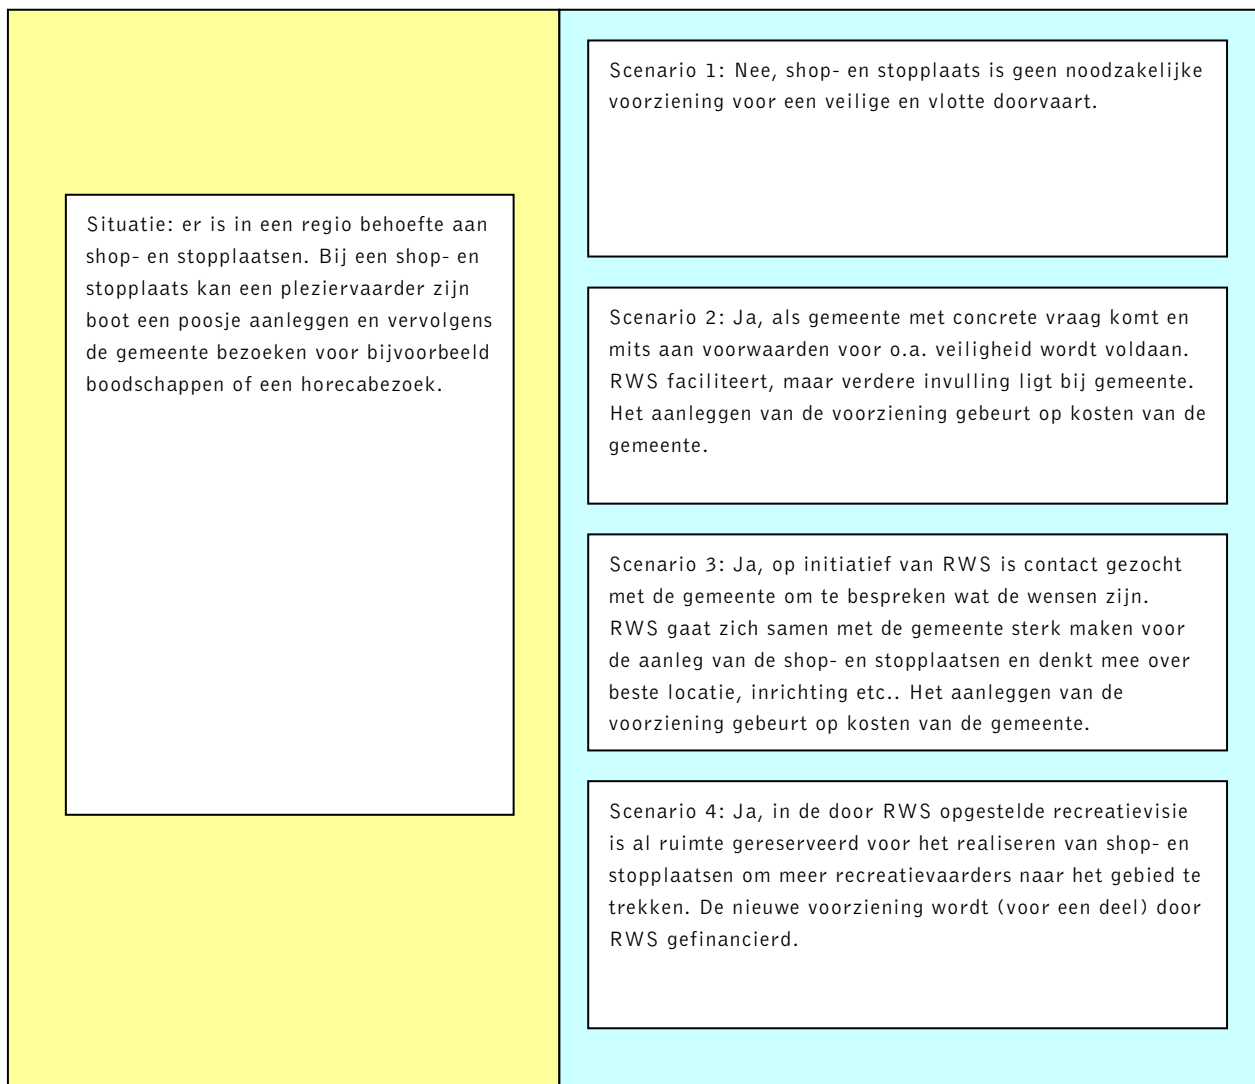 Situatie: er is in een regio behoefte aan
shop- en stopplaatsen. Bij een shop- en
stopplaats kan een pleziervaarder zijn
boot een poosje aanleggen en vervolgens
de gemeente bezoeken voor bijvoorbeeld
boodschappen of een horecabezoek.
Scenario 1: Nee, shop- en stopplaats is geen noodzakelijke
voorziening voor een veilige en vlotte doorvaart.
Scenario 2: Ja, als gemeente met concrete vraag komt en
mits aan voorwaarden voor o.a. veiligheid wordt voldaan.
RWS faciliteert, maar verdere invulling ligt bij gemeente.
Het aanleggen van de voorziening gebeurt op kosten van de
gemeente.
Scenario 3: Ja, op initiatief van RWS is contact gezocht
met de gemeente om te bespreken wat de wensen zijn.
RWS gaat zich samen met de gemeente sterk maken voor
de aanleg van de shop- en stopplaatsen en denkt mee over
beste locatie, inrichting etc.. Het aanleggen van de
voorziening gebeurt op kosten van de gemeente.
Scenario 4: Ja, in de door RWS opgestelde recreatievisie
is al ruimte gereserveerd voor het realiseren van shop- en
stopplaatsen om meer recreatievaarders naar het gebied te
trekken. De nieuwe voorziening wordt (voor een deel) door
RWS gefinancierd.